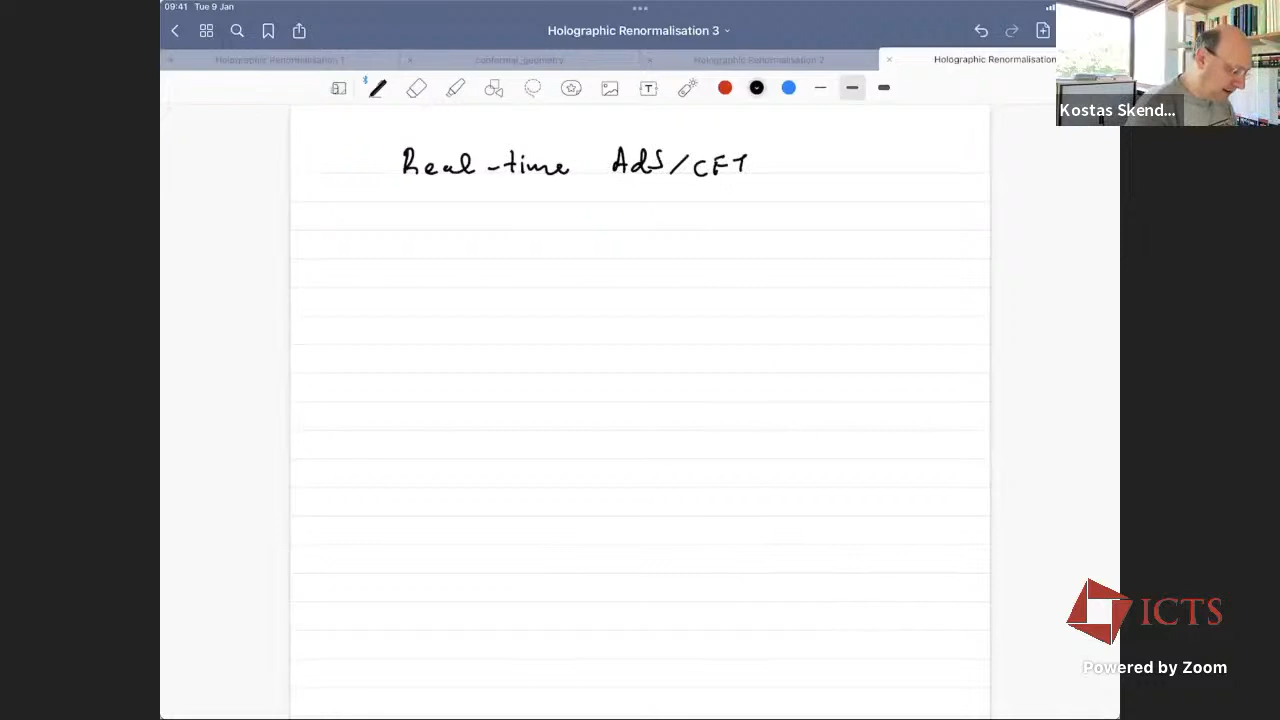 09:41 Tue 9 Jan
Holographic Renormalisation 3
Holographic Renormalisation 1
conformal_geometry
Holographic Renormalisation 2
Holographic Renormalisation
T
Kostas Skend...
Real-time AdS/CFT
ICTS
Powered by Zoom